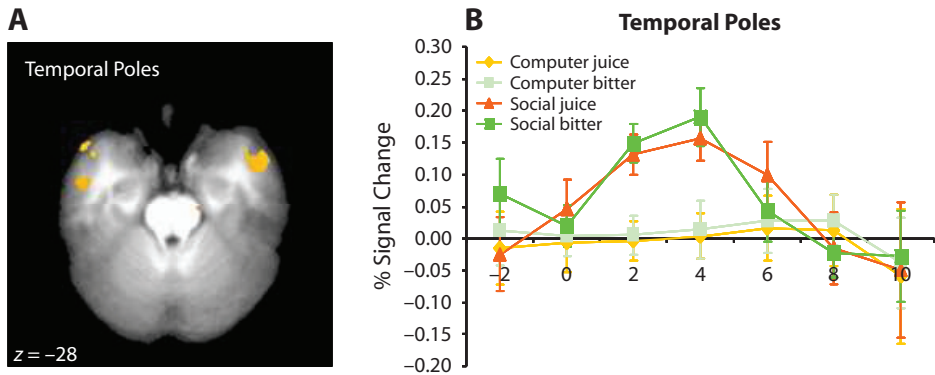 A
Temporal Poles
z = –28
B
Temporal Poles
% Signal Change
0.30
0.25
0.20
0.15
0.10
0.05
0.00
–0.05
–0.10
–0.15
–0.20
Computer juice
Computer bitter
Social juice
Social bitter
–2 0 2 4 6 8 10